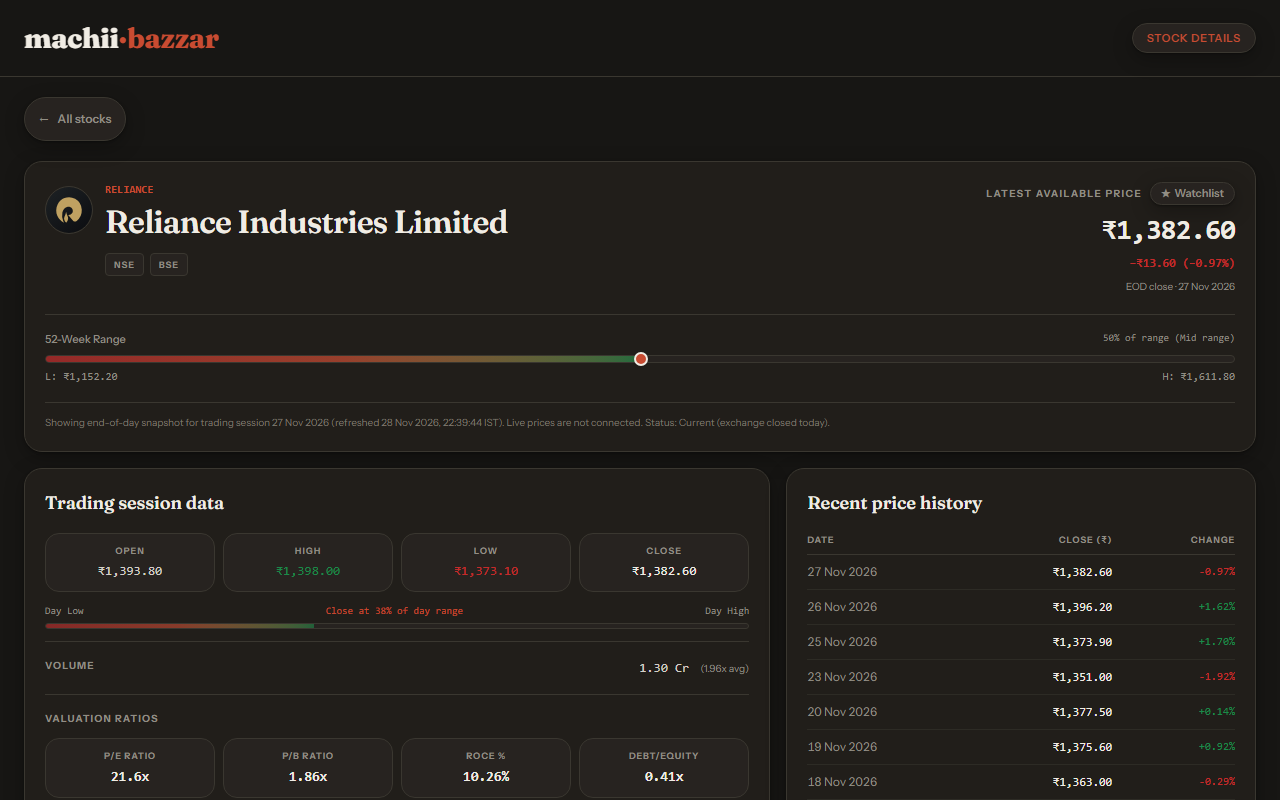 machii·bazzar
STOCK DETAILS
← All stocks
RELIANCE
Reliance Industries Limited
NSE BSE
LATEST AVAILABLE PRICE ★ Watchlist
₹1,382.60
−₹13.60 (−0.97%)
EOD close · 27 Nov 2026
52-Week Range 50% of range (Mid range)
L: ₹1,152.20 H: ₹1,611.80
Showing end-of-day snapshot for trading session 27 Nov 2026 (refreshed 28 Nov 2026, 22:39:44 IST). Live prices are not connected. Status: Current (exchange closed today).
Trading session data
OPEN HIGH LOW CLOSE
₹1,393.80 ₹1,398.00 ₹1,373.10 ₹1,382.60
Day Low Close at 38% of day range Day High
VOLUME 1.30 Cr (1.96x avg)
VALUATION RATIOS
P/E RATIO P/B RATIO ROCE % DEBT/EQUITY
21.6x 1.86x 10.26% 0.41x
Recent price history
DATE CLOSE (₹) CHANGE
27 Nov 2026 ₹1,382.60 -0.97%
26 Nov 2026 ₹1,396.20 +1.62%
25 Nov 2026 ₹1,373.90 +1.70%
23 Nov 2026 ₹1,351.00 -1.92%
20 Nov 2026 ₹1,377.50 +0.14%
19 Nov 2026 ₹1,375.60 +0.92%
18 Nov 2026 ₹1,363.00 -0.29%